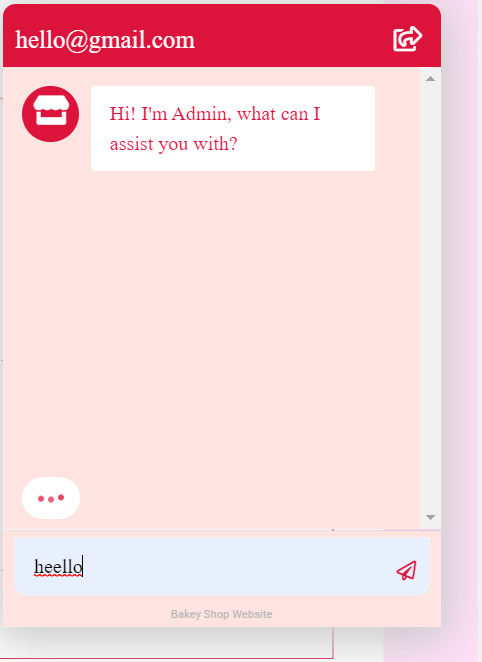 hello@gmail.com
Hi! I'm Admin, what can I
assist you with?
heello
Bakey Shop Website